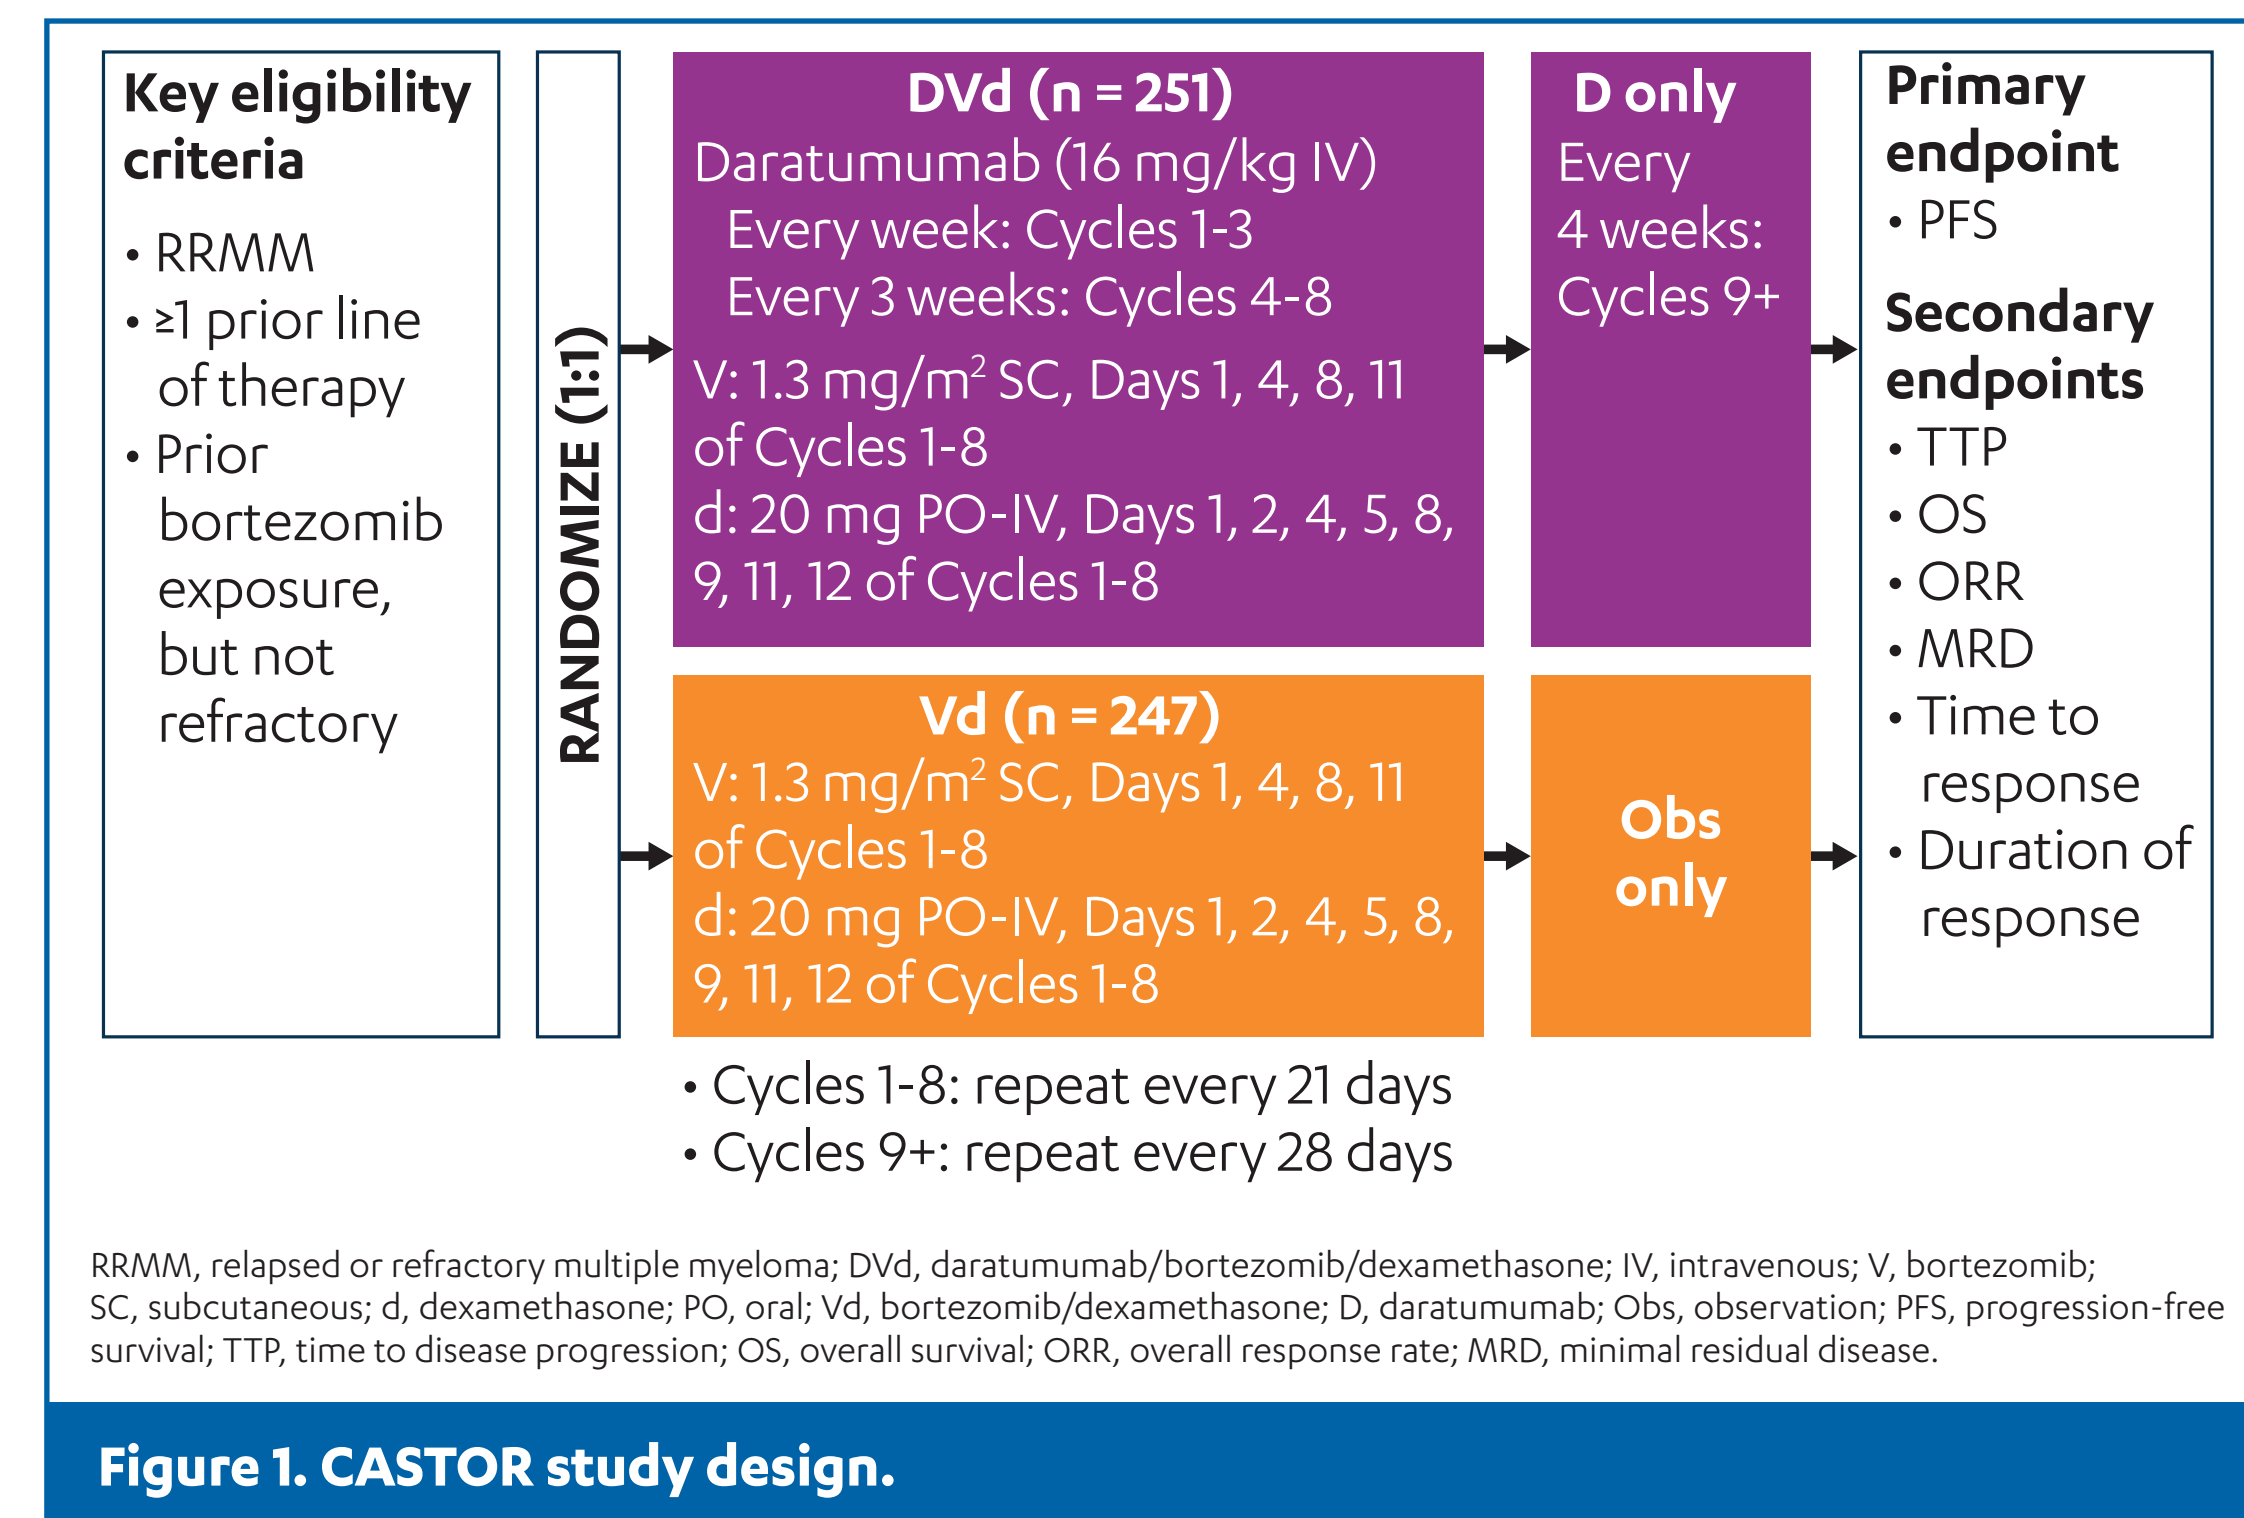 Key eligibility
criteria
• RRMM
• ≥1 prior line
of therapy
• Prior
bortezomib
exposure,
but not
refractory
RANDOMIZE (1:1)
DVd (n = 251)
Daratumumab (16 mg/kg IV)
Every week: Cycles 1-3
Every 3 weeks: Cycles 4-8
V: 1.3 mg/m² SC, Days 1, 4, 8, 11
of Cycles 1-8
d: 20 mg PO-IV, Days 1, 2, 4, 5, 8,
9, 11, 12 of Cycles 1-8
D only
Every
4 weeks:
Cycles 9+
Vd (n = 247)
V: 1.3 mg/m² SC, Days 1, 4, 8, 11
of Cycles 1-8
d: 20 mg PO-IV, Days 1, 2, 4, 5, 8,
9, 11, 12 of Cycles 1-8
Obs
only
Primary
endpoint
• PFS
Secondary
endpoints
• TTP
• OS
• ORR
• MRD
• Time to
response
• Duration of
response
• Cycles 1-8: repeat every 21 days
• Cycles 9+: repeat every 28 days
RRMM, relapsed or refractory multiple myeloma; DVd, daratumumab/bortezomib/dexamethasone; IV, intravenous; V, bortezomib;
SC, subcutaneous; d, dexamethasone; PO, oral; Vd, bortezomib/dexamethasone; D, daratumumab; Obs, observation; PFS, progression-free
survival; TTP, time to disease progression; OS, overall survival; ORR, overall response rate; MRD, minimal residual disease.
Figure 1. CASTOR study design.